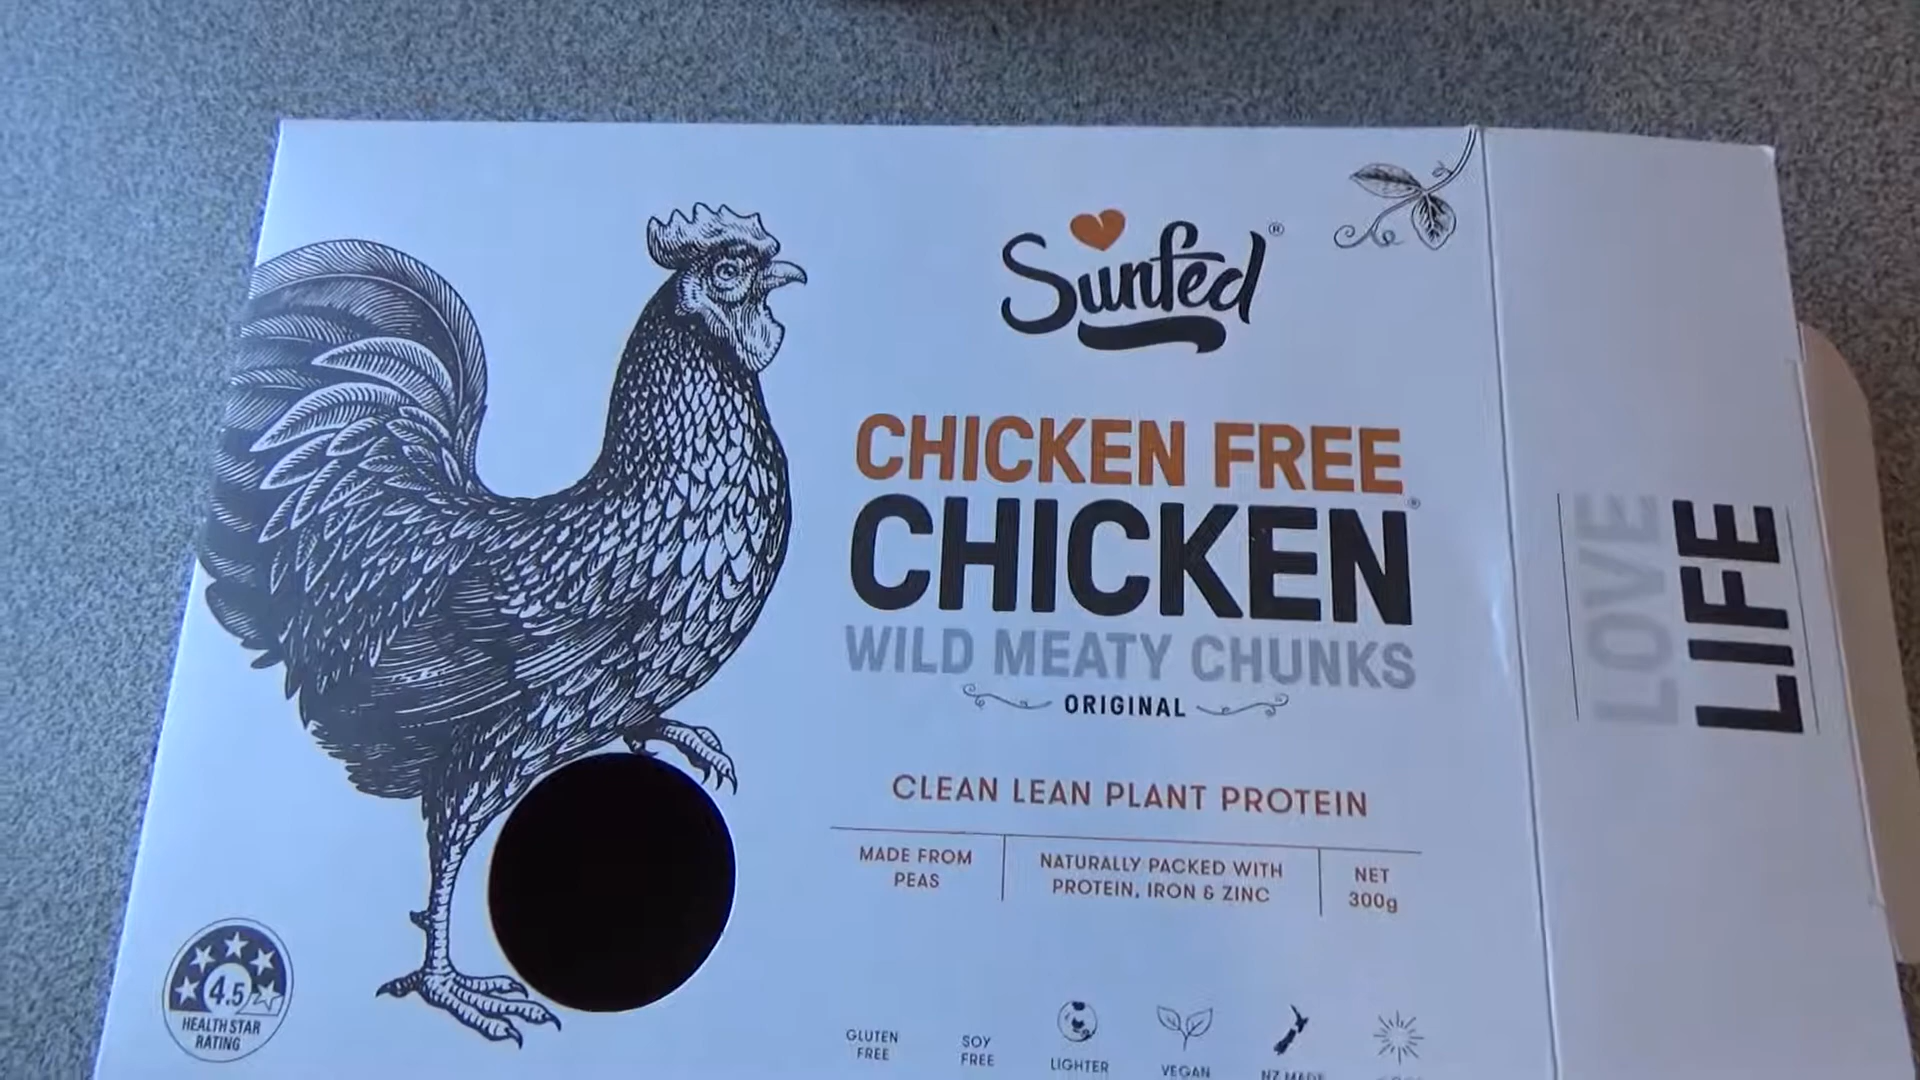 Sunfed®
CHICKEN FREE
CHICKEN®
WILD MEATY CHUNKS
ORIGINAL
CLEAN LEAN PLANT PROTEIN
MADE FROM
PEAS
NATURALLY PACKED WITH
PROTEIN, IRON & ZINC
NET
300g
4.5
HEALTH STAR
RATING
GLUTEN
FREE
SOY
FREE
LIGHTER
VEGAN
NZ MADE
LOVE
LIFE